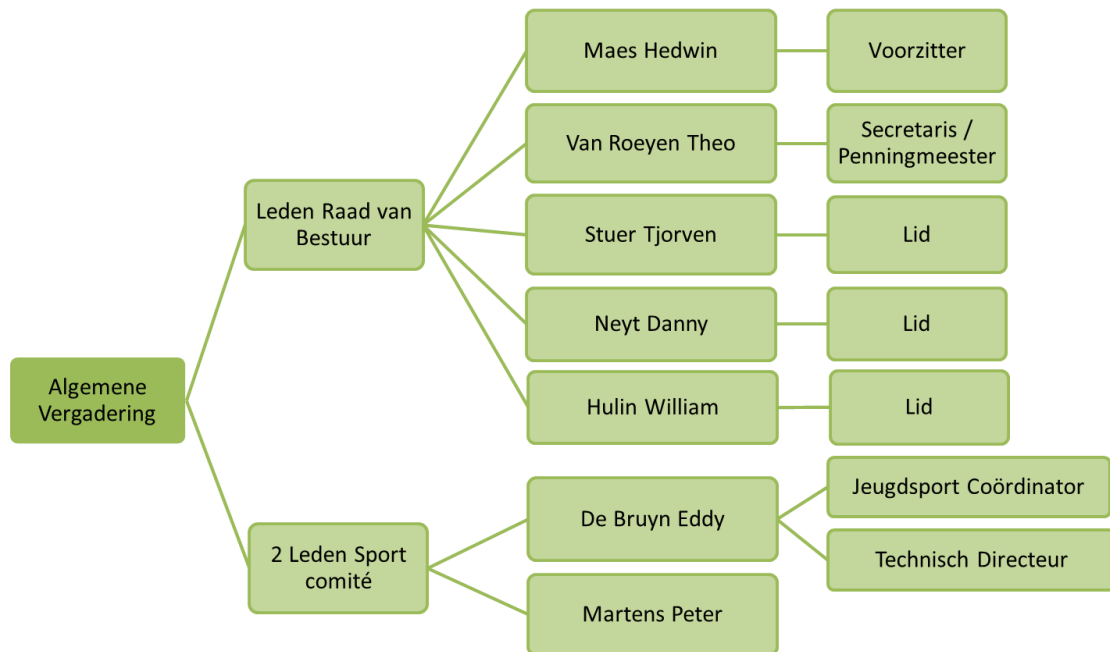 Algemene
Vergadering
Leden Raad van
Bestuur
Maes Hedwin
Voorzitter
Van Roeyen Theo
Secretaris /
Penningmeester
Stuer Tjorven
Lid
Neyt Danny
Lid
Hulin William
Lid
2 Leden Sport
comité
De Bruyn Eddy
Jeugdsport Coördinator
Technisch Directeur
Martens Peter